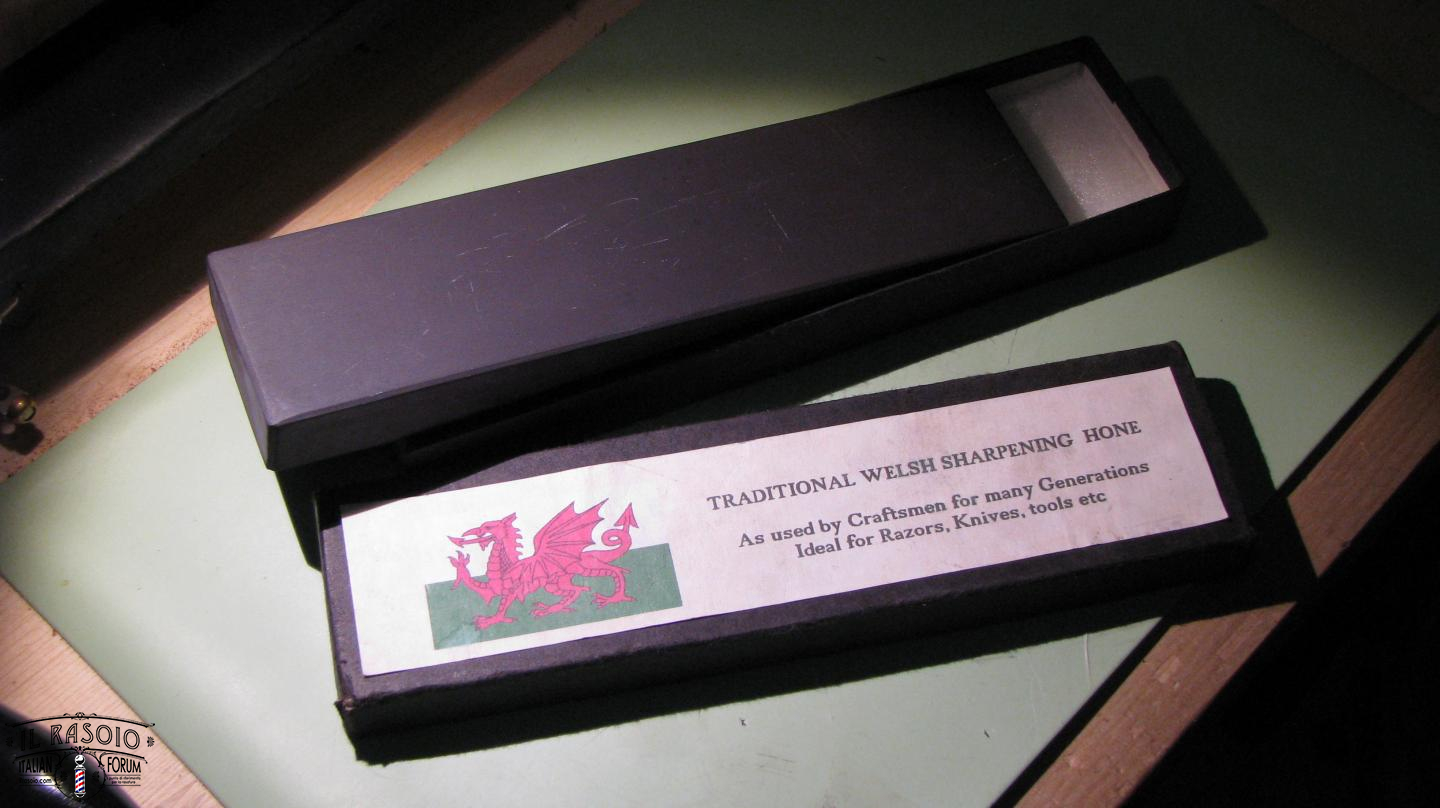 TRADITIONAL WELSH SHARPENING HONE
As used by Craftsmen for many Generations
Ideal for Razors, Knives, tools etc
IL RASOIO
ITALIAN FORUM